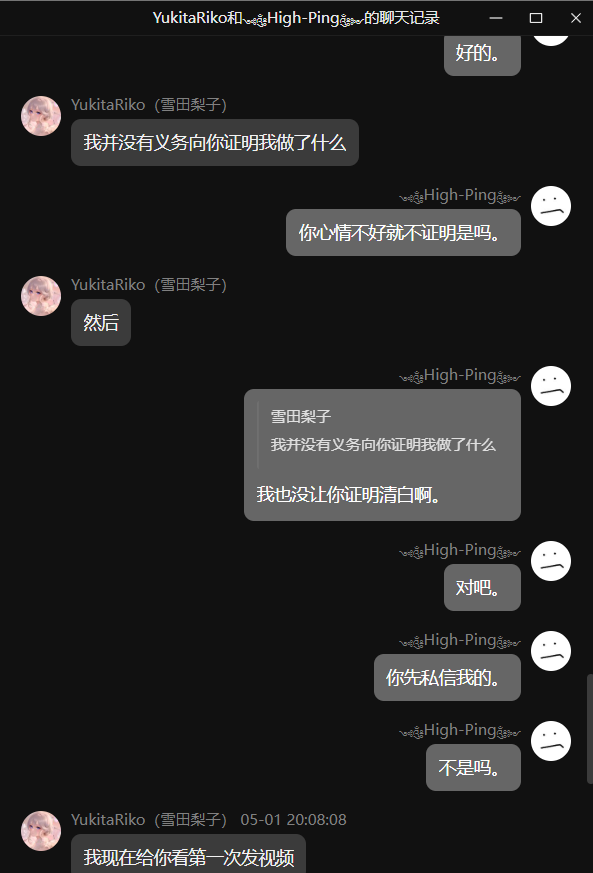 YukitaRiko和༺High-Ping༻的聊天记录
好的。
YukitaRiko（雪田梨子）
我并没有义务向你证明我做了什么
༺High-Ping༻
你心情不好就不证明是吗。
YukitaRiko（雪田梨子）
然后
༺High-Ping༻
雪田梨子
我并没有义务向你证明我做了什么
我也没让你证明清白啊。
༺High-Ping༻
对吧。
༺High-Ping༻
你先私信我的。
༺High-Ping༻
不是吗。
YukitaRiko（雪田梨子） 05-01 20:08:08
我现在给你看第一次发视频